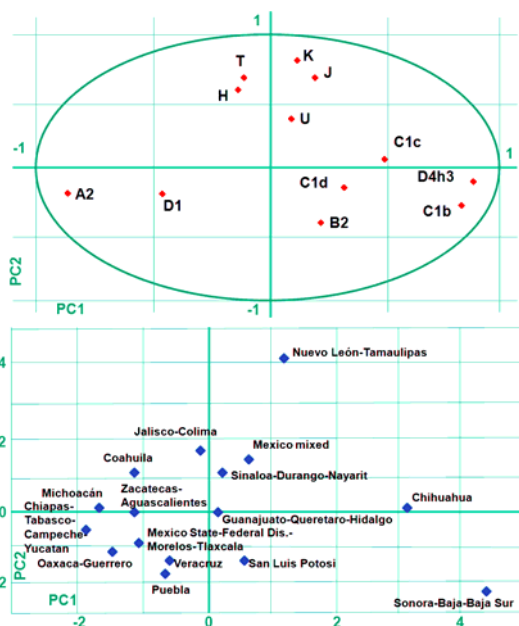 1
K
T
J
H
U
-1
1
C1c
D4h3
C1d
A2
D1
C1b
B2
PC2
PC1
-1
4
Nuevo León-Tamaulipas
2
Jalisco-Colima
Mexico mixed
Coahuila
Sinaloa-Durango-Nayarit
Michoacán
Zacatecas-
Aguascalientes
Chihuahua
Chiapas-
Tabasco-
Campeche-
Yucatan
0
Guanajuato-Queretaro-Hidalgo
Mexico State-Federal Dis.-
Morelos-Tlaxcala
Oaxaca-Guerrero
Veracruz
San Luis Potosi
Puebla
-2
PC2
PC1
Sonora-Baja-Baja Sur
-2
0
2
4